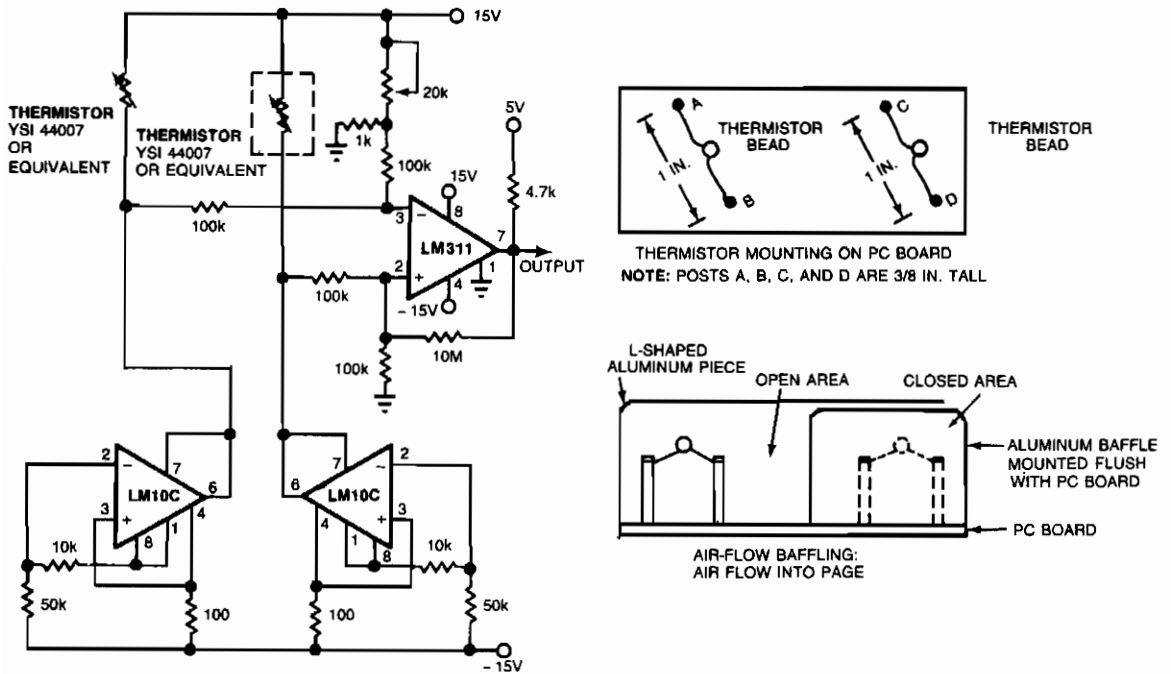 15V
THERMISTOR
YSI 44007
OR
EQUIVALENT
THERMISTOR
YSI 44007
OR EQUIVALENT
20k
1k
100k
5V
4.7k
15V
8
100k
3
−
LM311
7
OUTPUT
1
2
+
4
100k
− 15V
10M
100k
2
−
7
LM10C
6
3
+
1
4
8
10k
50k
100
6
7
−
2
LM10C
4
+
3
1
8
10k
100
50k
− 15V
A
THERMISTOR
BEAD
1 IN.
B
C
THERMISTOR
BEAD
1 IN.
D
THERMISTOR MOUNTING ON PC BOARD
NOTE: POSTS A, B, C, AND D ARE 3/8 IN. TALL
L-SHAPED
ALUMINUM PIECE
OPEN AREA
CLOSED AREA
ALUMINUM BAFFLE
MOUNTED FLUSH
WITH PC BOARD
PC BOARD
AIR-FLOW BAFFLING:
AIR FLOW INTO PAGE